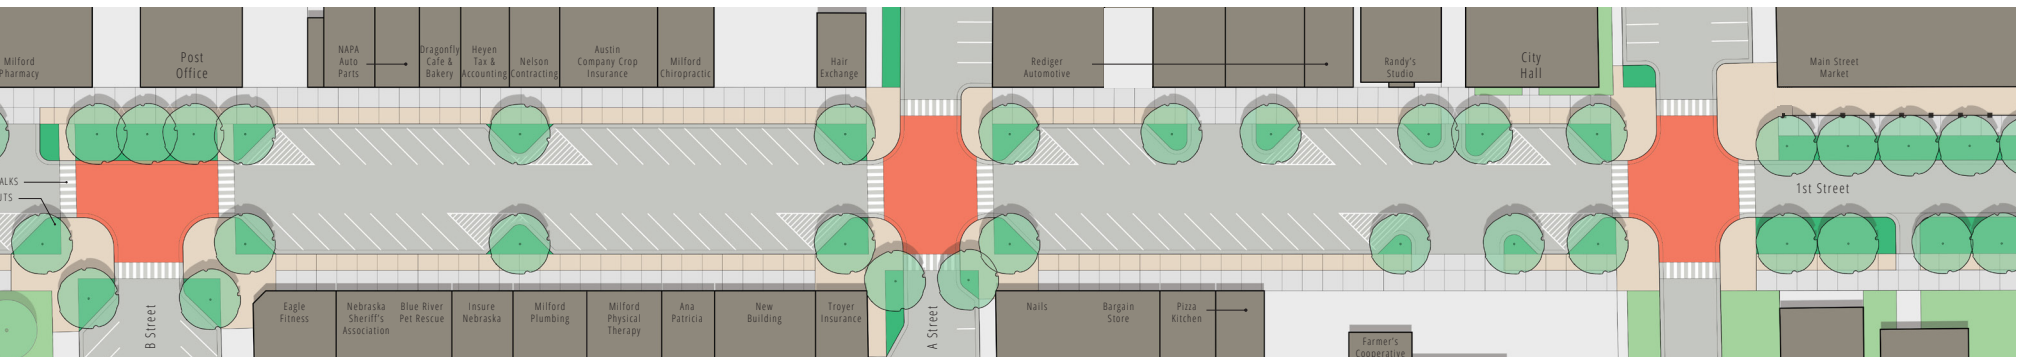 Milford
Pharmacy
Post
Office
NAPA
Auto
Parts
Dragonfly
Cafe &
Bakery
Heyen
Tax &
Accounting
Nelson
Contracting
Austin
Company Crop
Insurance
Milford
Chiropractic
Hair
Exchange
Rediger
Automotive
Randy's
Studio
City
Hall
Main Street
Market
ALKS
UTS
1st Street
B Street
Eagle
Fitness
Nebraska
Sheriff's
Association
Blue River
Pet Rescue
Insure
Nebraska
Milford
Plumbing
Milford
Physical
Therapy
Ana
Patricia
New
Building
Troyer
Insurance
A Street
Nails
Bargain
Store
Pizza
Kitchen
Farmer's
Cooperative